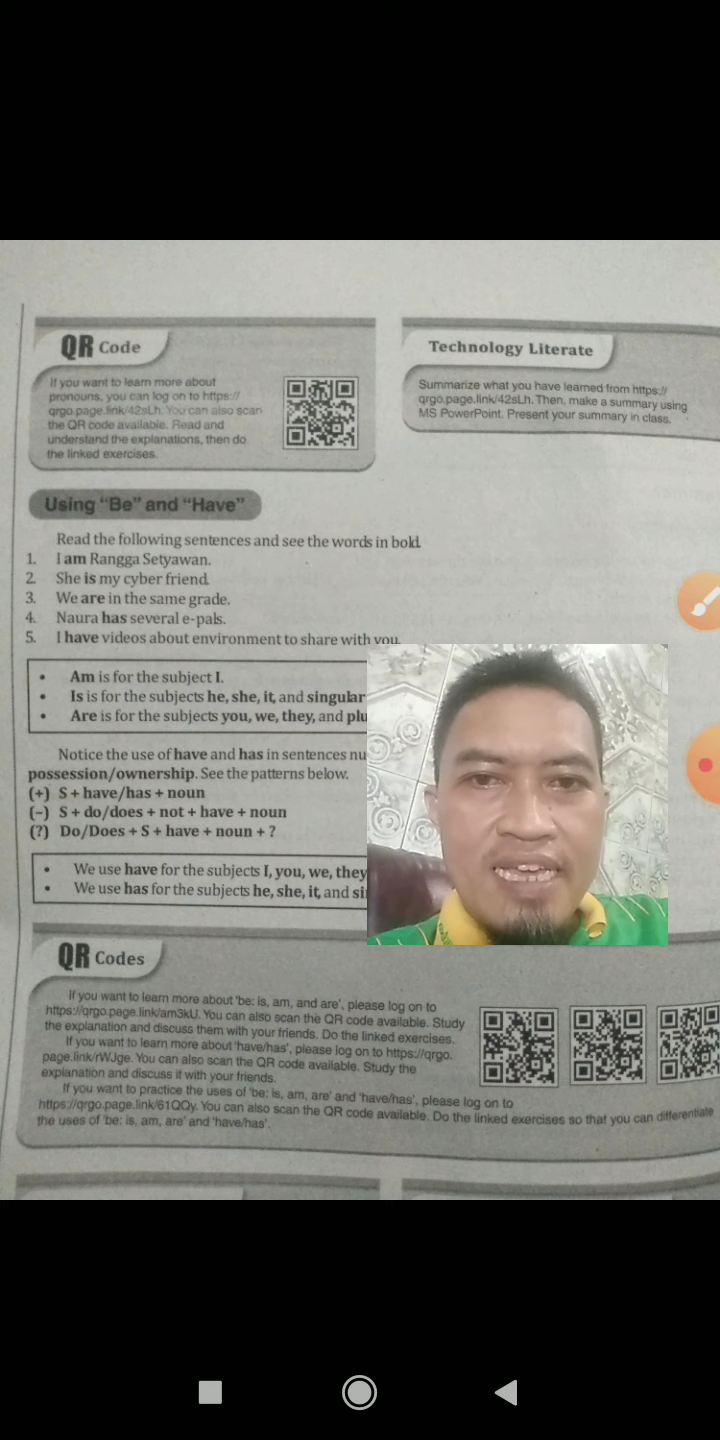 QR Code
If you want to learn more about
pronouns, you can log on to https://
qrgo.page.link/42sLh. You can also scan
the QR code available. Read and
understand the explanations, then do
the linked exercises.
Technology Literate
Summarize what you have learned from https://
qrgo.page.link/42sLh. Then, make a summary using
MS PowerPoint. Present your summary in class.
Using "Be" and "Have"
Read the following sentences and see the words in bold.
1. I am Rangga Setyawan.
2. She is my cyber friend.
3. We are in the same grade.
4. Naura has several e-pals.
5. I have videos about environment to share with you.
• Am is for the subject I.
• Is is for the subjects he, she, it, and singular
• Are is for the subjects you, we, they, and plu
Notice the use of have and has in sentences nu
possession/ownership. See the patterns below.
(+) S + have/has + noun
(−) S + do/does + not + have + noun
(?) Do/Does + S + have + noun + ?
• We use have for the subjects I, you, we, they
• We use has for the subjects he, she, it, and si
QR Codes
If you want to learn more about 'be: is, am, and are', please log on to
https://qrgo.page.link/am3kU. You can also scan the QR code available. Study
the explanation and discuss them with your friends. Do the linked exercises.
If you want to learn more about 'have/has', please log on to https://qrgo.
page.link/rWJge. You can also scan the QR code available. Study the
explanation and discuss it with your friends.
If you want to practice the uses of 'be: is, am, are' and 'have/has', please log on to
https://qrgo.page.link/61QQy. You can also scan the QR code available. Do the linked exercises so that you can differentiate
the uses of 'be: is, am, are' and 'have/has'.